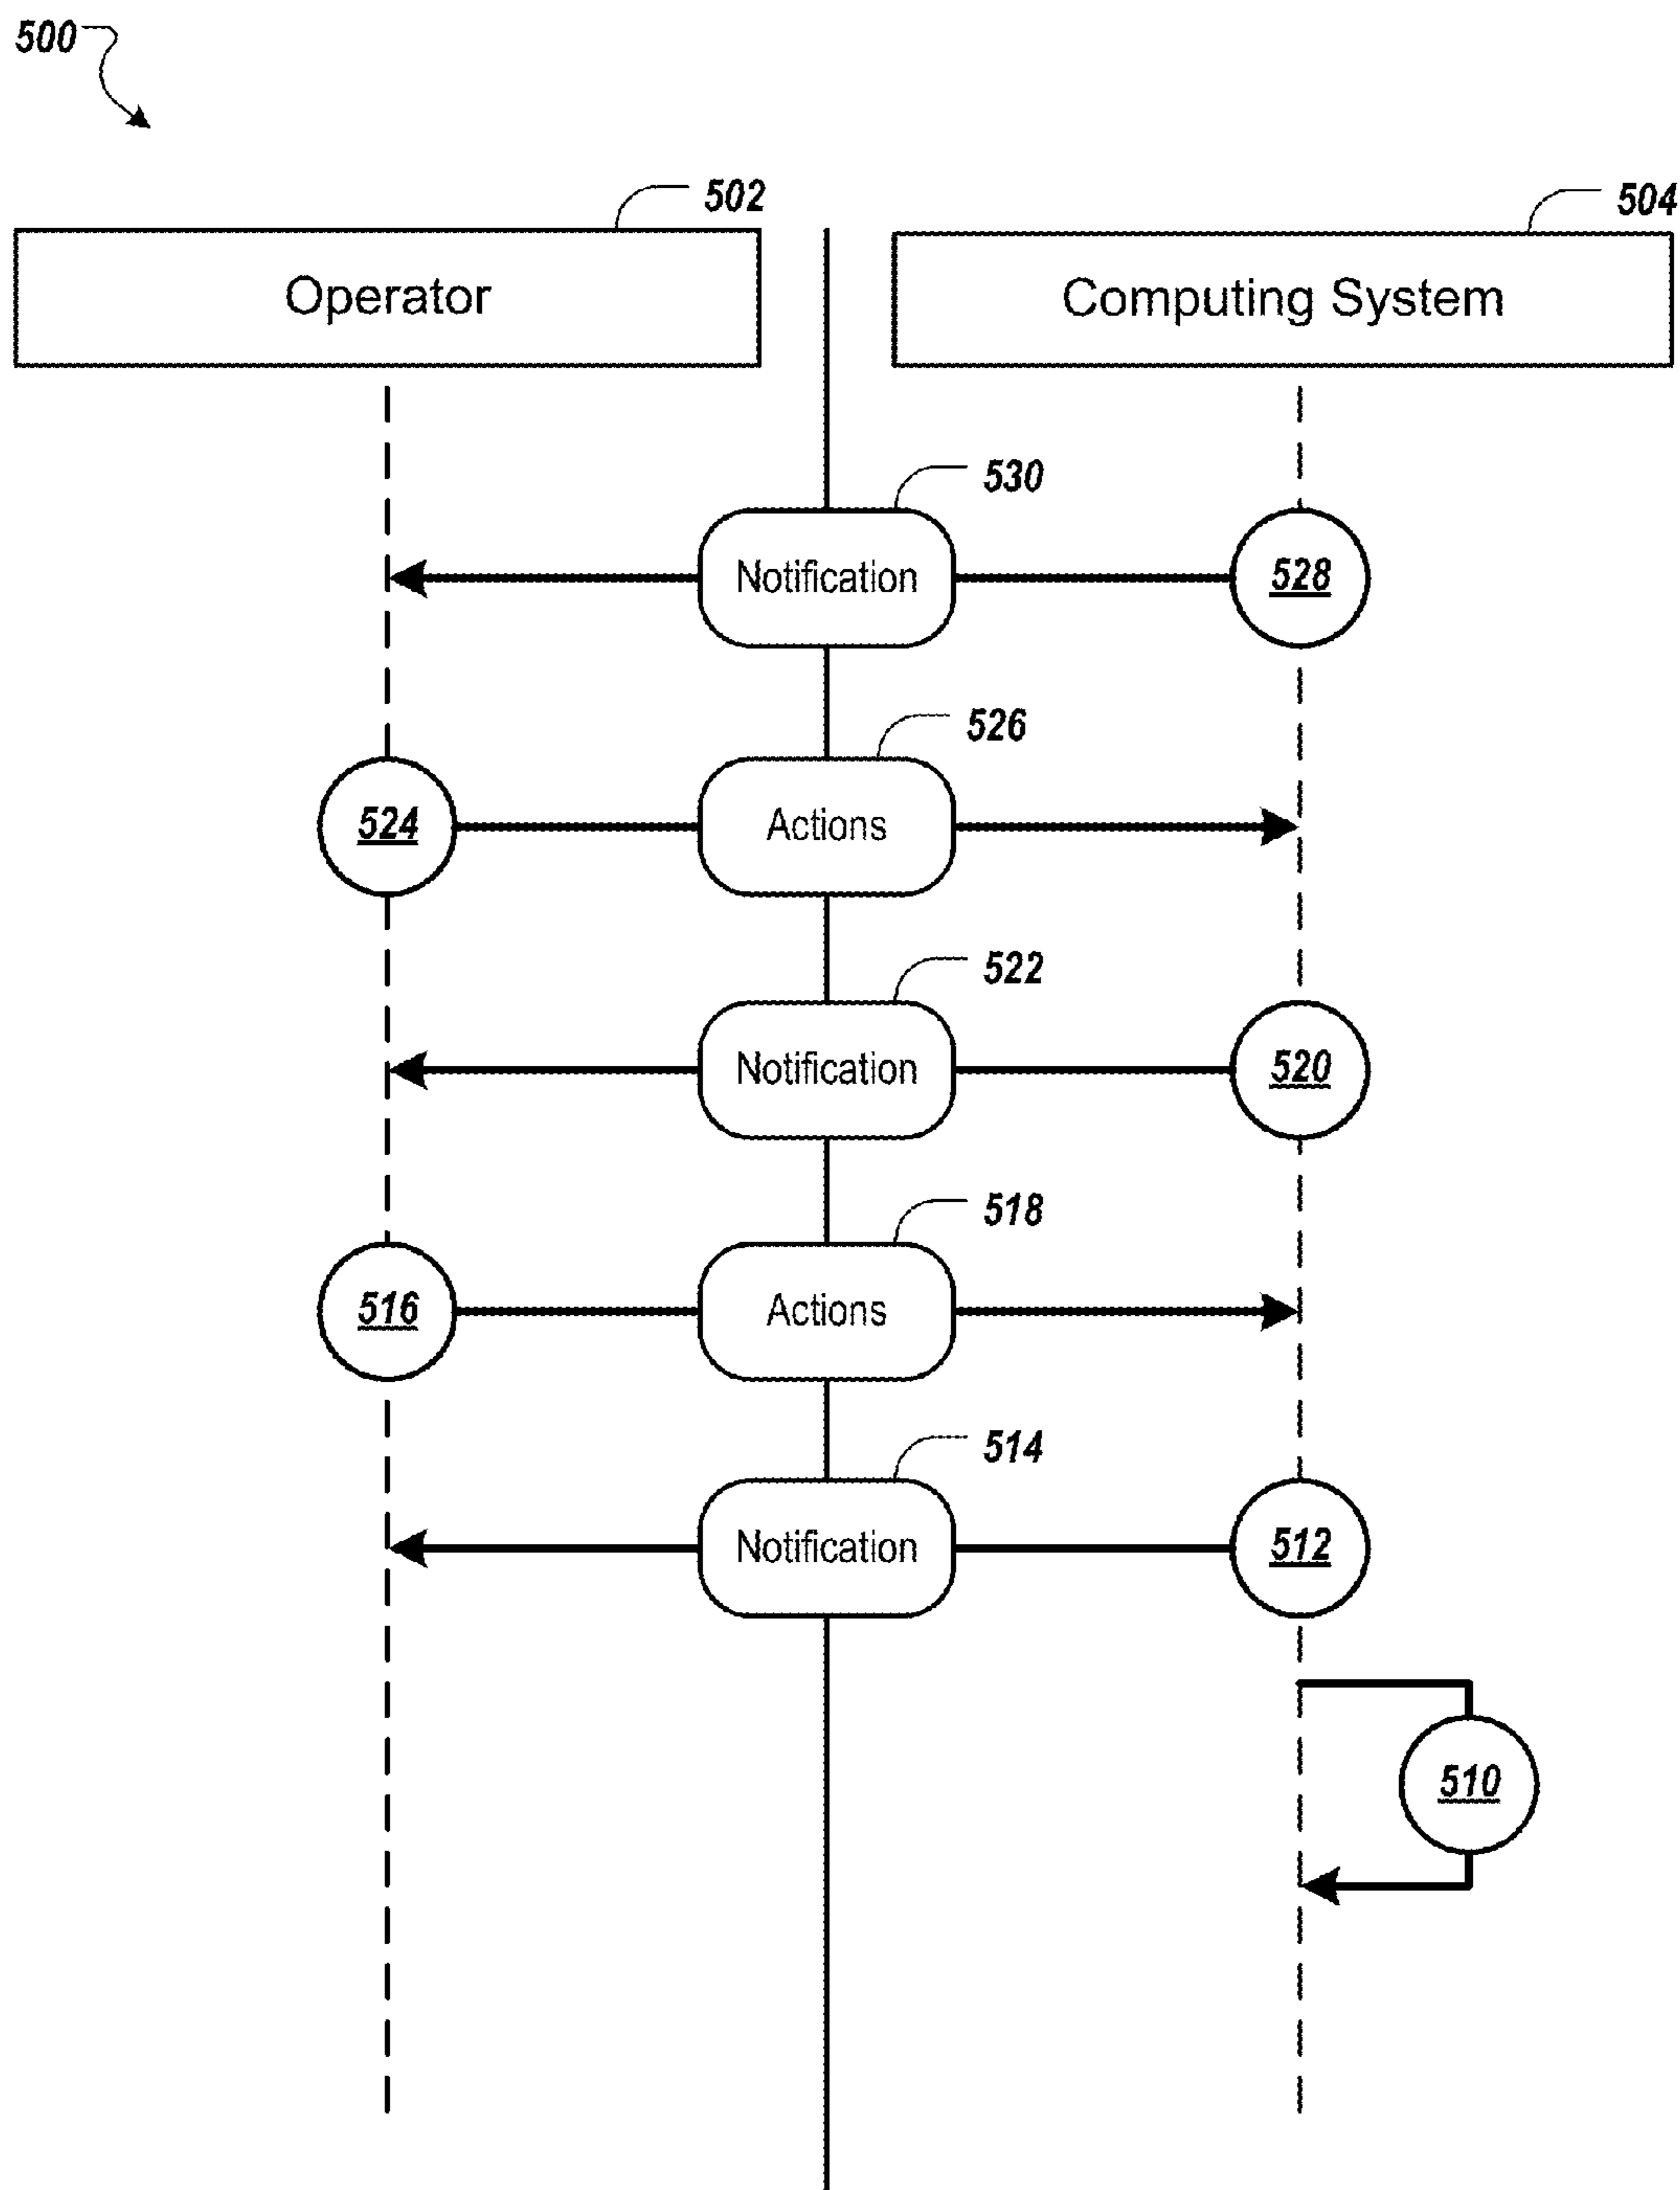 500
502
504
Operator
Computing System
530
Notification
528
526
524
Actions
522
Notification
520
518
516
Actions
514
Notification
512
510